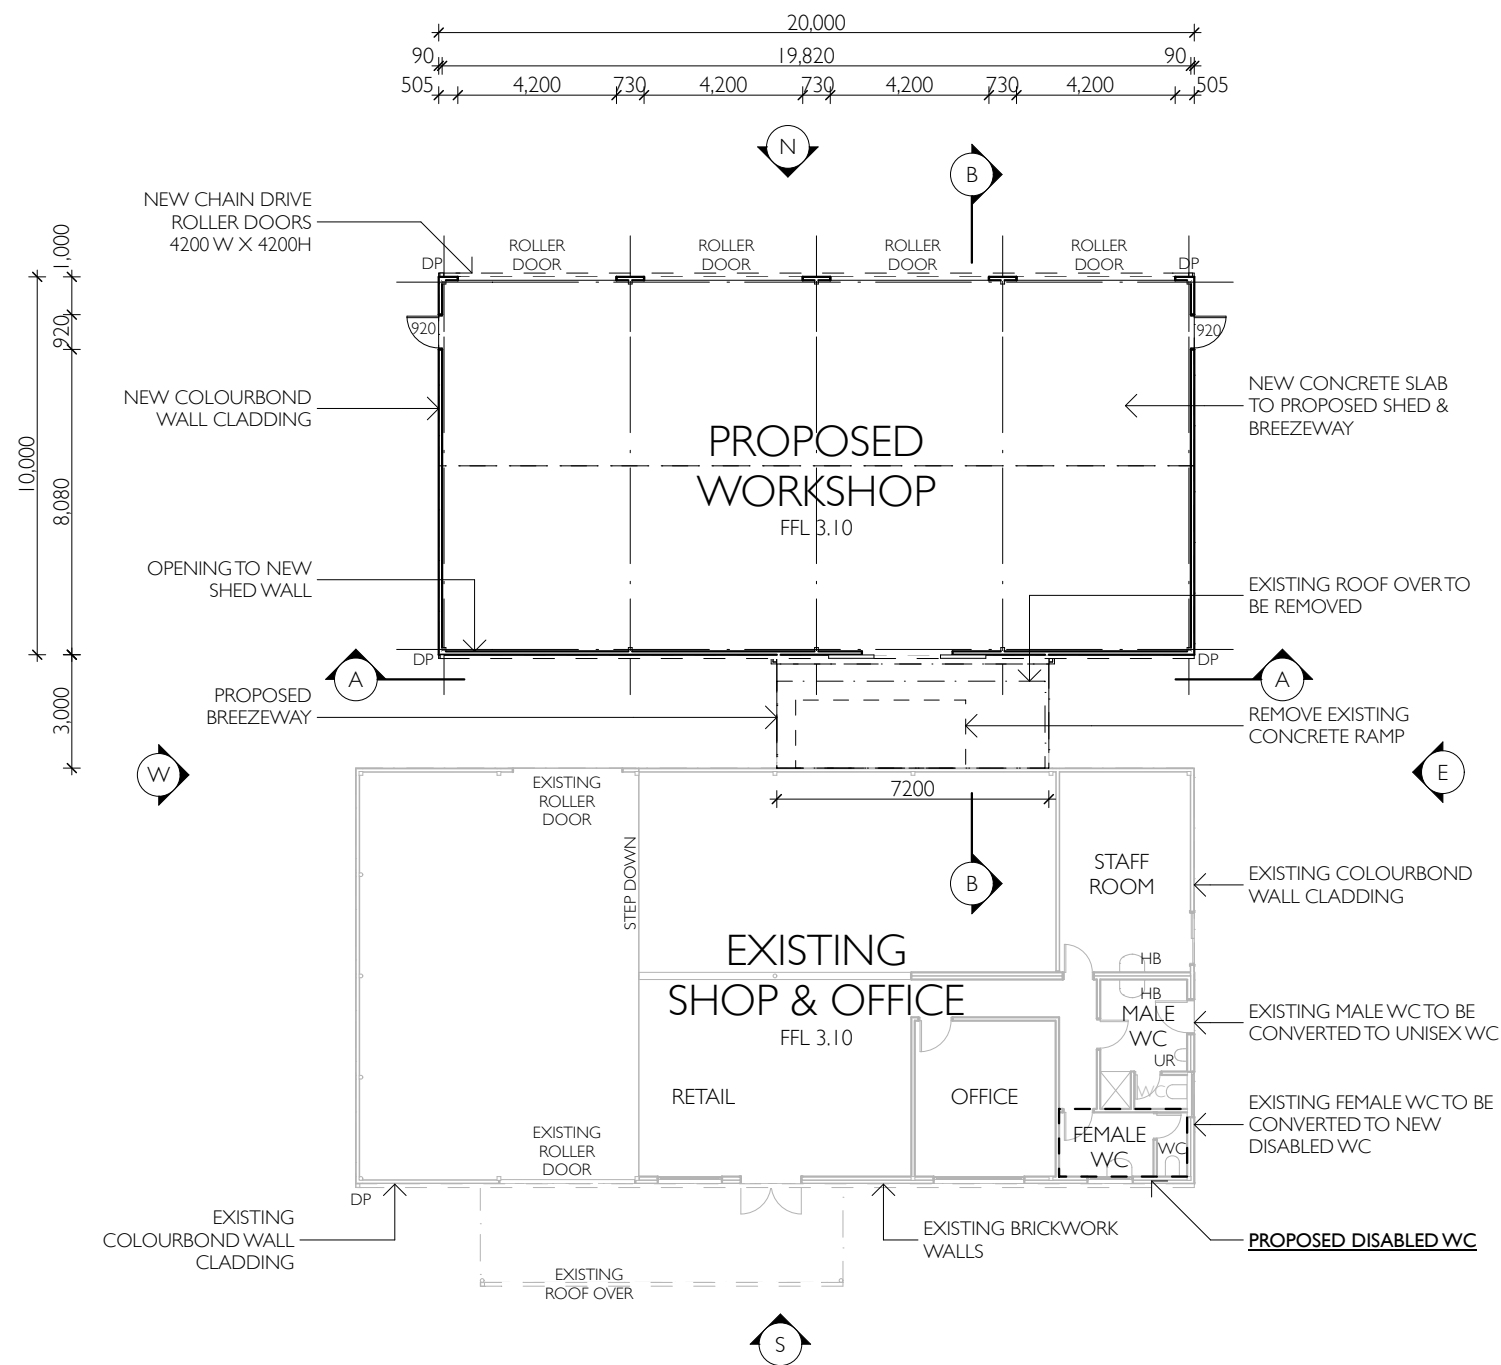 20,000
90
19,820
90
505
4,200
730
4,200
730
4,200
730
4,200
505
N
B
NEW CHAIN DRIVE
ROLLER DOORS
4200 W X 4200H
ROLLER
DOOR
ROLLER
DOOR
ROLLER
DOOR
ROLLER
DOOR
DP
DP
1,000
920
8,080
10,000
3,000
920
920
NEW COLOURBOND
WALL CLADDING
NEW CONCRETE SLAB
TO PROPOSED SHED &
BREEZEWAY
PROPOSED
WORKSHOP
FFL 3.10
OPENING TO NEW
SHED WALL
EXISTING ROOF OVER TO
BE REMOVED
DP
DP
A
A
PROPOSED
BREEZEWAY
REMOVE EXISTING
CONCRETE RAMP
W
E
EXISTING
ROLLER
DOOR
7200
STEP DOWN
B
STAFF
ROOM
EXISTING COLOURBOND
WALL CLADDING
EXISTING
SHOP & OFFICE
FFL 3.10
HB
HB
MALE
WC
UR
WC
EXISTING MALE WC TO BE
CONVERTED TO UNISEX WC
RETAIL
OFFICE
EXISTING FEMALE WC TO BE
CONVERTED TO NEW
DISABLED WC
EXISTING
ROLLER
DOOR
FEMALE
WC
WC
DP
EXISTING
COLOURBOND WALL
CLADDING
EXISTING BRICKWORK
WALLS
PROPOSED DISABLED WC
EXISTING
ROOF OVER
S